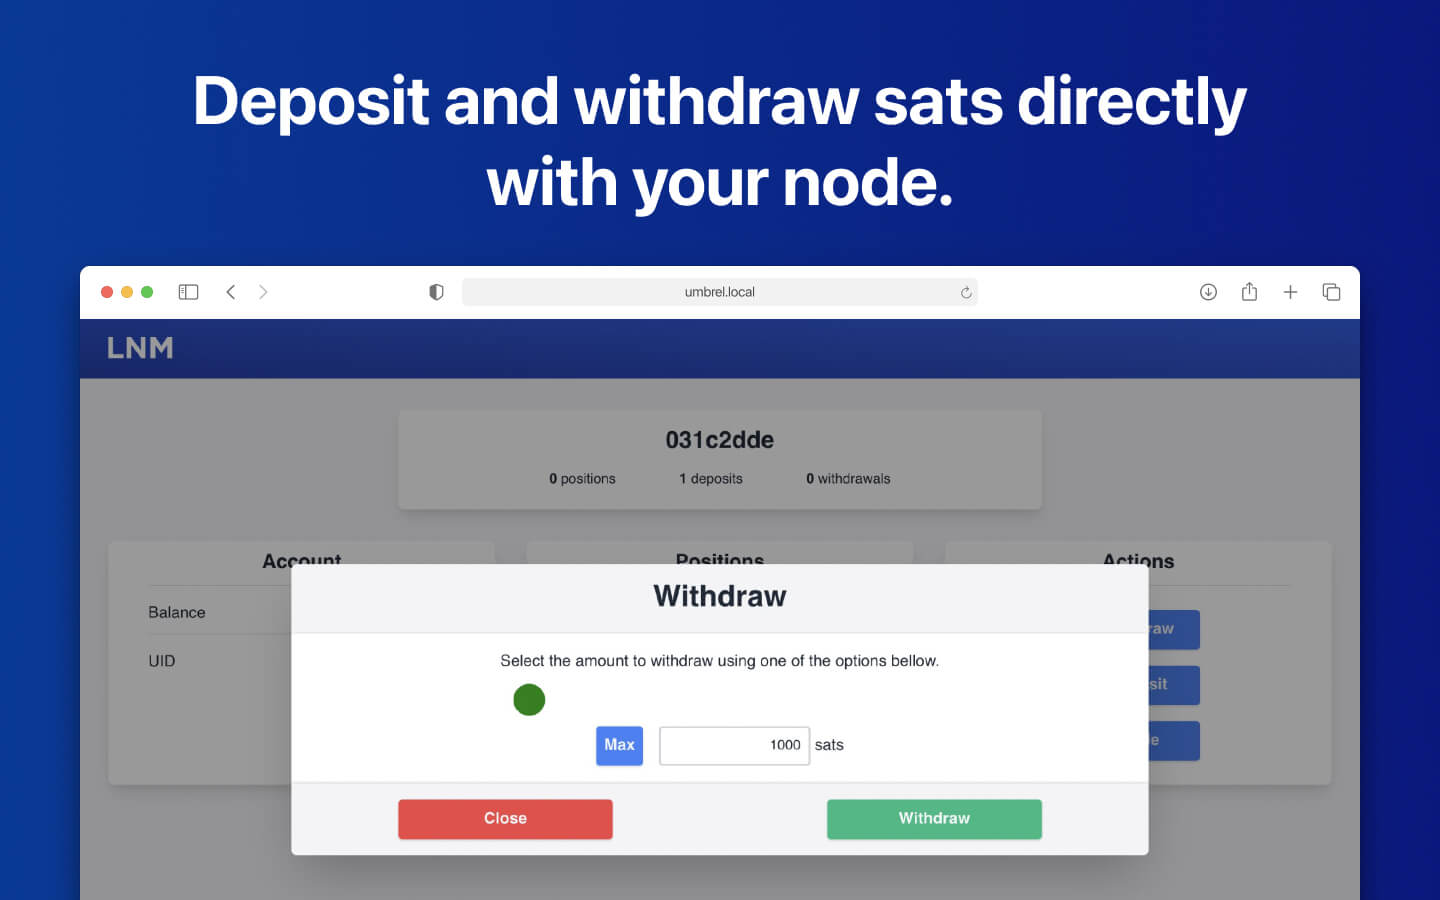 Deposit and withdraw sats directly
with your node.
umbrel.local
LNM
031c2dde
0 positions 1 deposits 0 withdrawals
Account Positions Actions
Balance
UID
Withdraw
Select the amount to withdraw using one of the options bellow.
Max 1000 sats
Close Withdraw